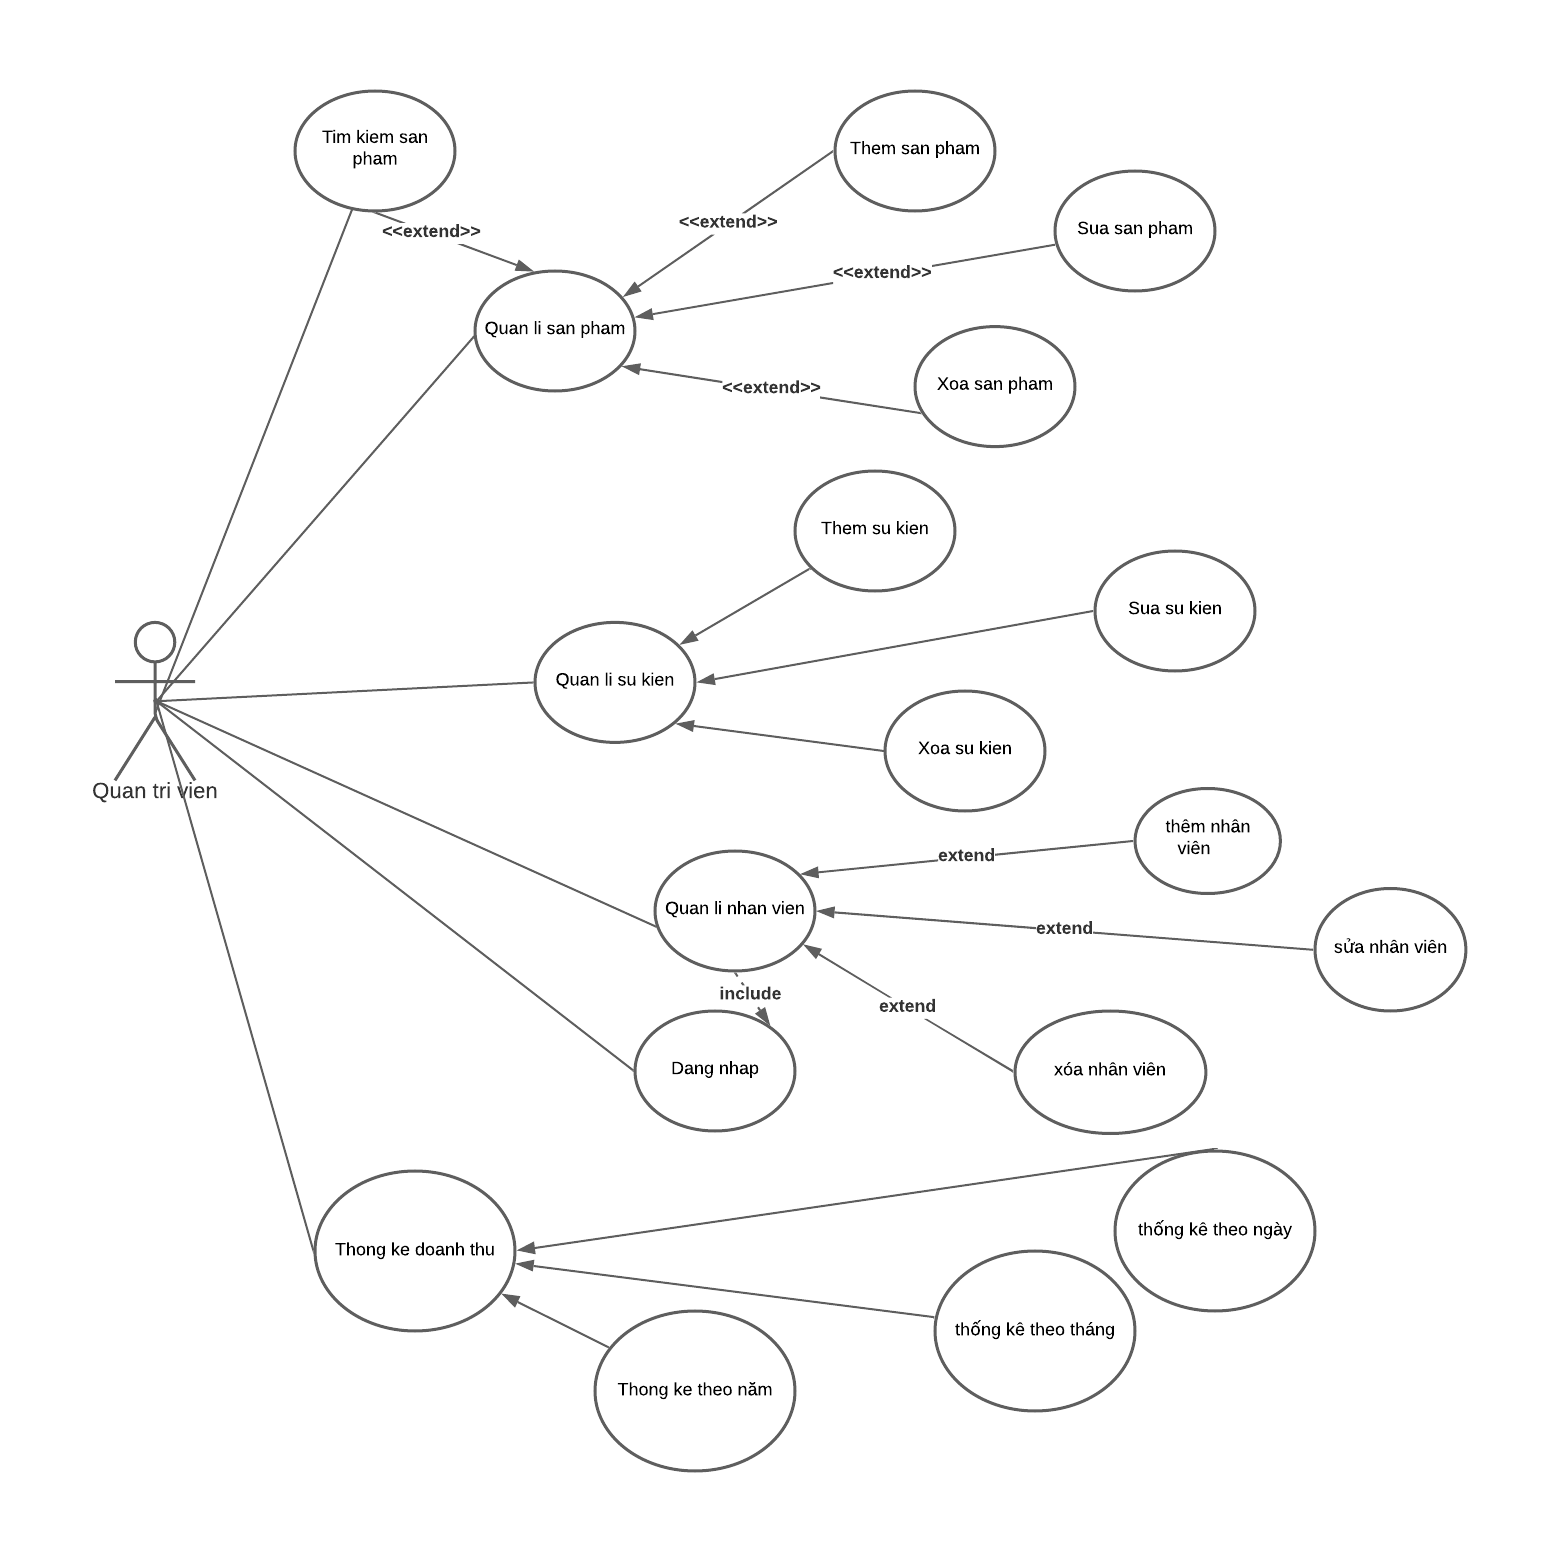 Tim kiem san
pham
Them san pham
<<extend>>
<<extend>>
Sua san pham
<<extend>>
Quan li san pham
<<extend>>
Xoa san pham
Them su kien
Sua su kien
Quan li su kien
Xoa su kien
Quan tri vien
thêm nhân
viên
extend
Quan li nhan vien
extend
sửa nhân viên
include
extend
Dang nhap
xóa nhân viên
thống kê theo ngày
Thong ke doanh thu
thống kê theo tháng
Thong ke theo năm